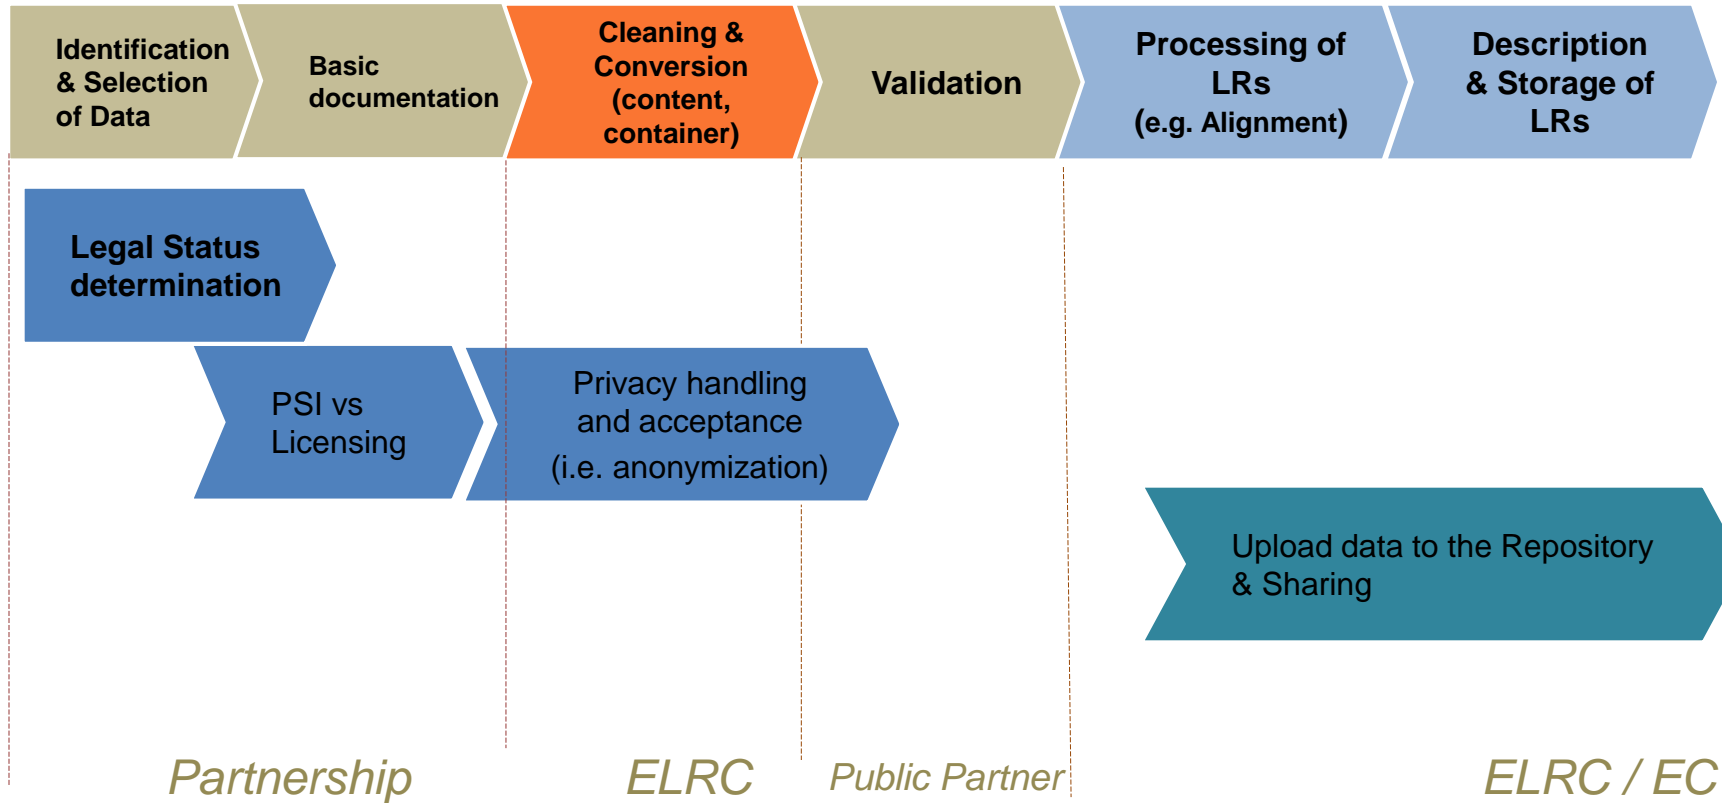 Identification
& Selection
of Data
Basic
documentation
Cleaning &
Conversion
(content,
container)
Validation
Processing of
LRs
(e.g. Alignment)
Description
& Storage of
LRs
Legal Status
determination
PSI vs
Licensing
Privacy handling
and acceptance
(i.e. anonymization)
Upload data to the Repository
& Sharing
Partnership
ELRC
Public Partner
ELRC / EC